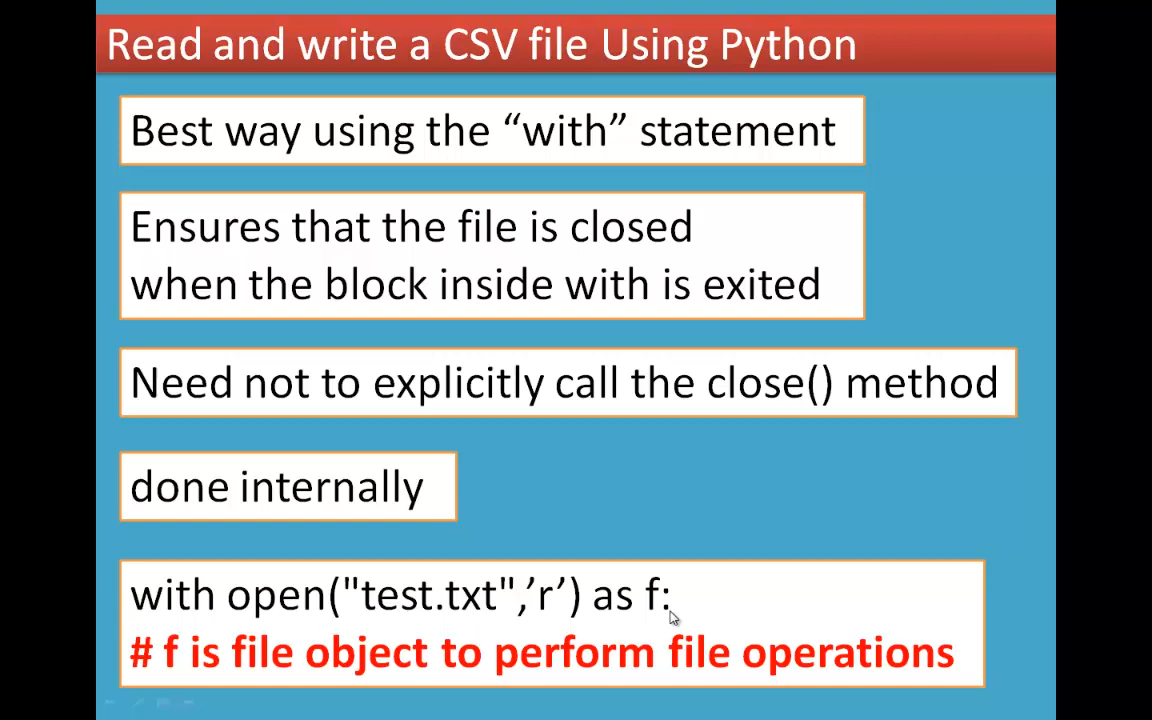 Read and write a CSV file Using Python
Best way using the “with” statement
Ensures that the file is closed
when the block inside with is exited
Need not to explicitly call the close() method
done internally
with open("test.txt",’r’) as f:
# f is file object to perform file operations